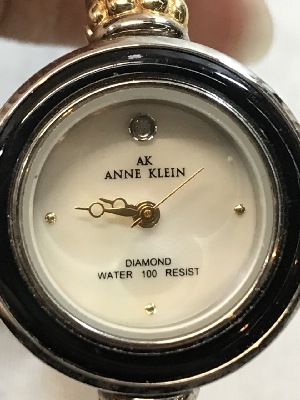 AK
ANNE KLEIN
DIAMOND
WATER 100 RESIST